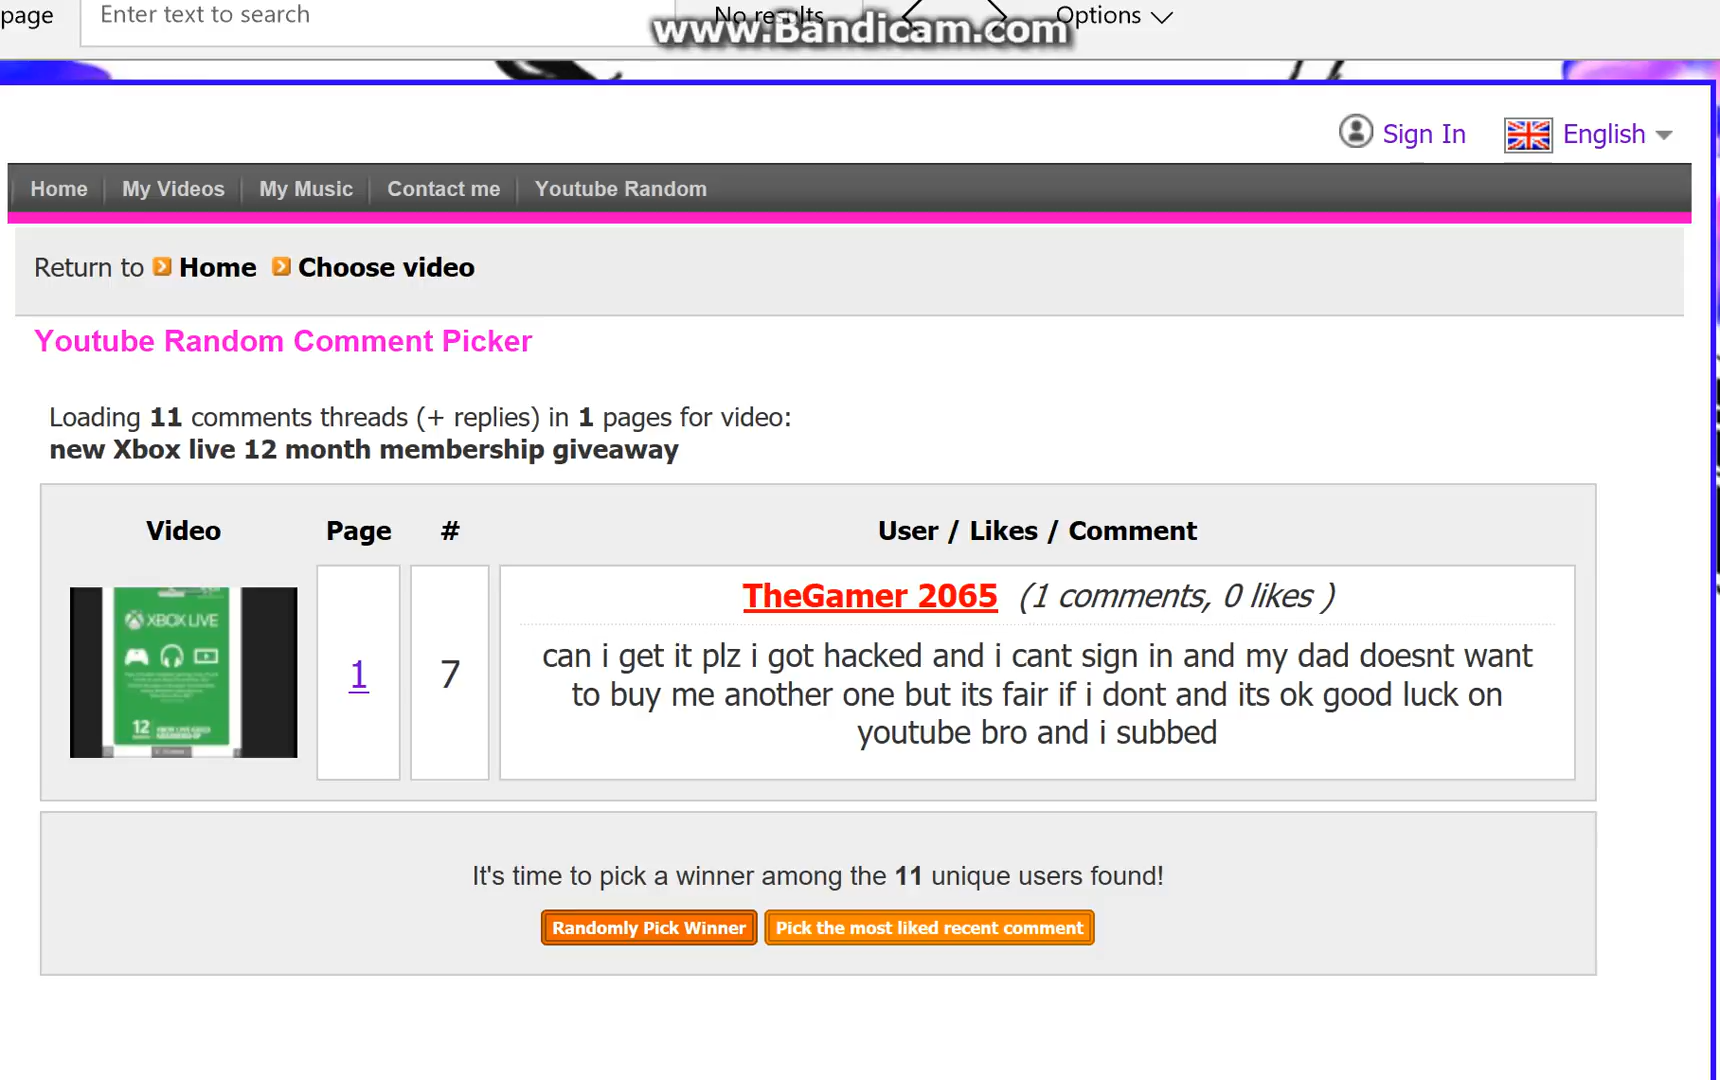 page
Enter text to search
No results
Options
www.Bandicam.com
Sign In
English
Home
My Videos
My Music
Contact me
Youtube Random
Return to Home Choose video
Youtube Random Comment Picker
Loading 11 comments threads (+ replies) in 1 pages for video:
new Xbox live 12 month membership giveaway
Video
Page
#
User / Likes / Comment
XBOX LIVE
12
1
7
TheGamer 2065 (1 comments, 0 likes )
can i get it plz i got hacked and i cant sign in and my dad doesnt want
to buy me another one but its fair if i dont and its ok good luck on
youtube bro and i subbed
It's time to pick a winner among the 11 unique users found!
Randomly Pick Winner
Pick the most liked recent comment